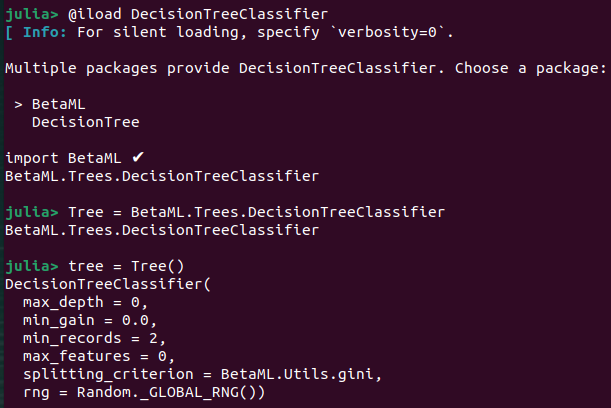 julia> @iload DecisionTreeClassifier
[ Info: For silent loading, specify `verbosity=0`.
Multiple packages provide DecisionTreeClassifier. Choose a package:
 > BetaML
   DecisionTree
import BetaML ✔
BetaML.Trees.DecisionTreeClassifier
julia> Tree = BetaML.Trees.DecisionTreeClassifier
BetaML.Trees.DecisionTreeClassifier
julia> tree = Tree()
DecisionTreeClassifier(
  max_depth = 0,
  min_gain = 0.0,
  min_records = 2,
  max_features = 0,
  splitting_criterion = BetaML.Utils.gini,
  rng = Random._GLOBAL_RNG())